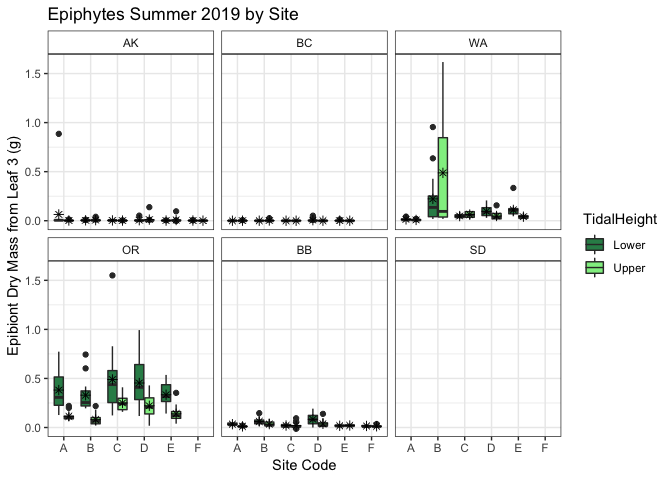 Epiphytes Summer 2019 by Site
AK
BC
WA
1.5
1.0
0.5
0.0
Epibiont Dry Mass from Leaf 3 (g)
OR
BB
SD
1.5
1.0
0.5
0.0
A B C D E F
A B C D E F
A B C D E F
Site Code
TidalHeight
Lower
Upper